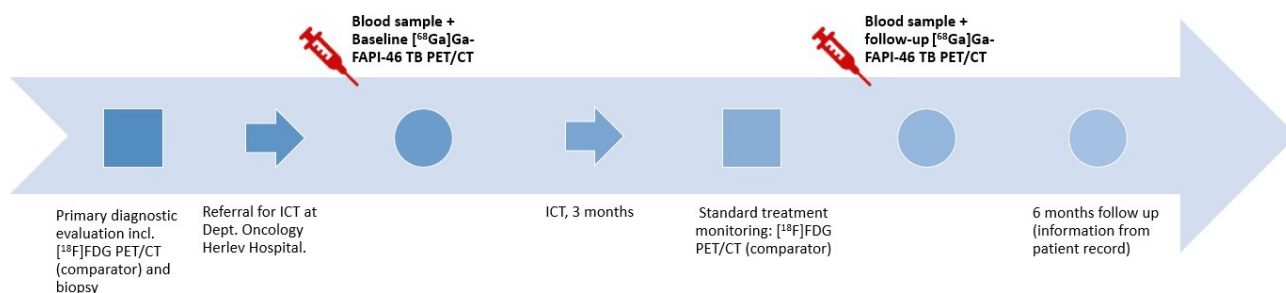 Blood sample +
Baseline [⁶⁸Ga]Ga-
FAPI-46 TB PET/CT
Blood sample +
follow-up [⁶⁸Ga]Ga-
FAPI-46 TB PET/CT
Primary diagnostic
evaluation incl.
[¹⁸F]FDG PET/CT
(comparator) and
biopsy
Referral for ICT at
Dept. Oncology
Herlev Hospital.
ICT, 3 months
Standard treatment
monitoring: [¹⁸F]FDG
PET/CT (comparator)
6 months follow up
(information from
patient record)